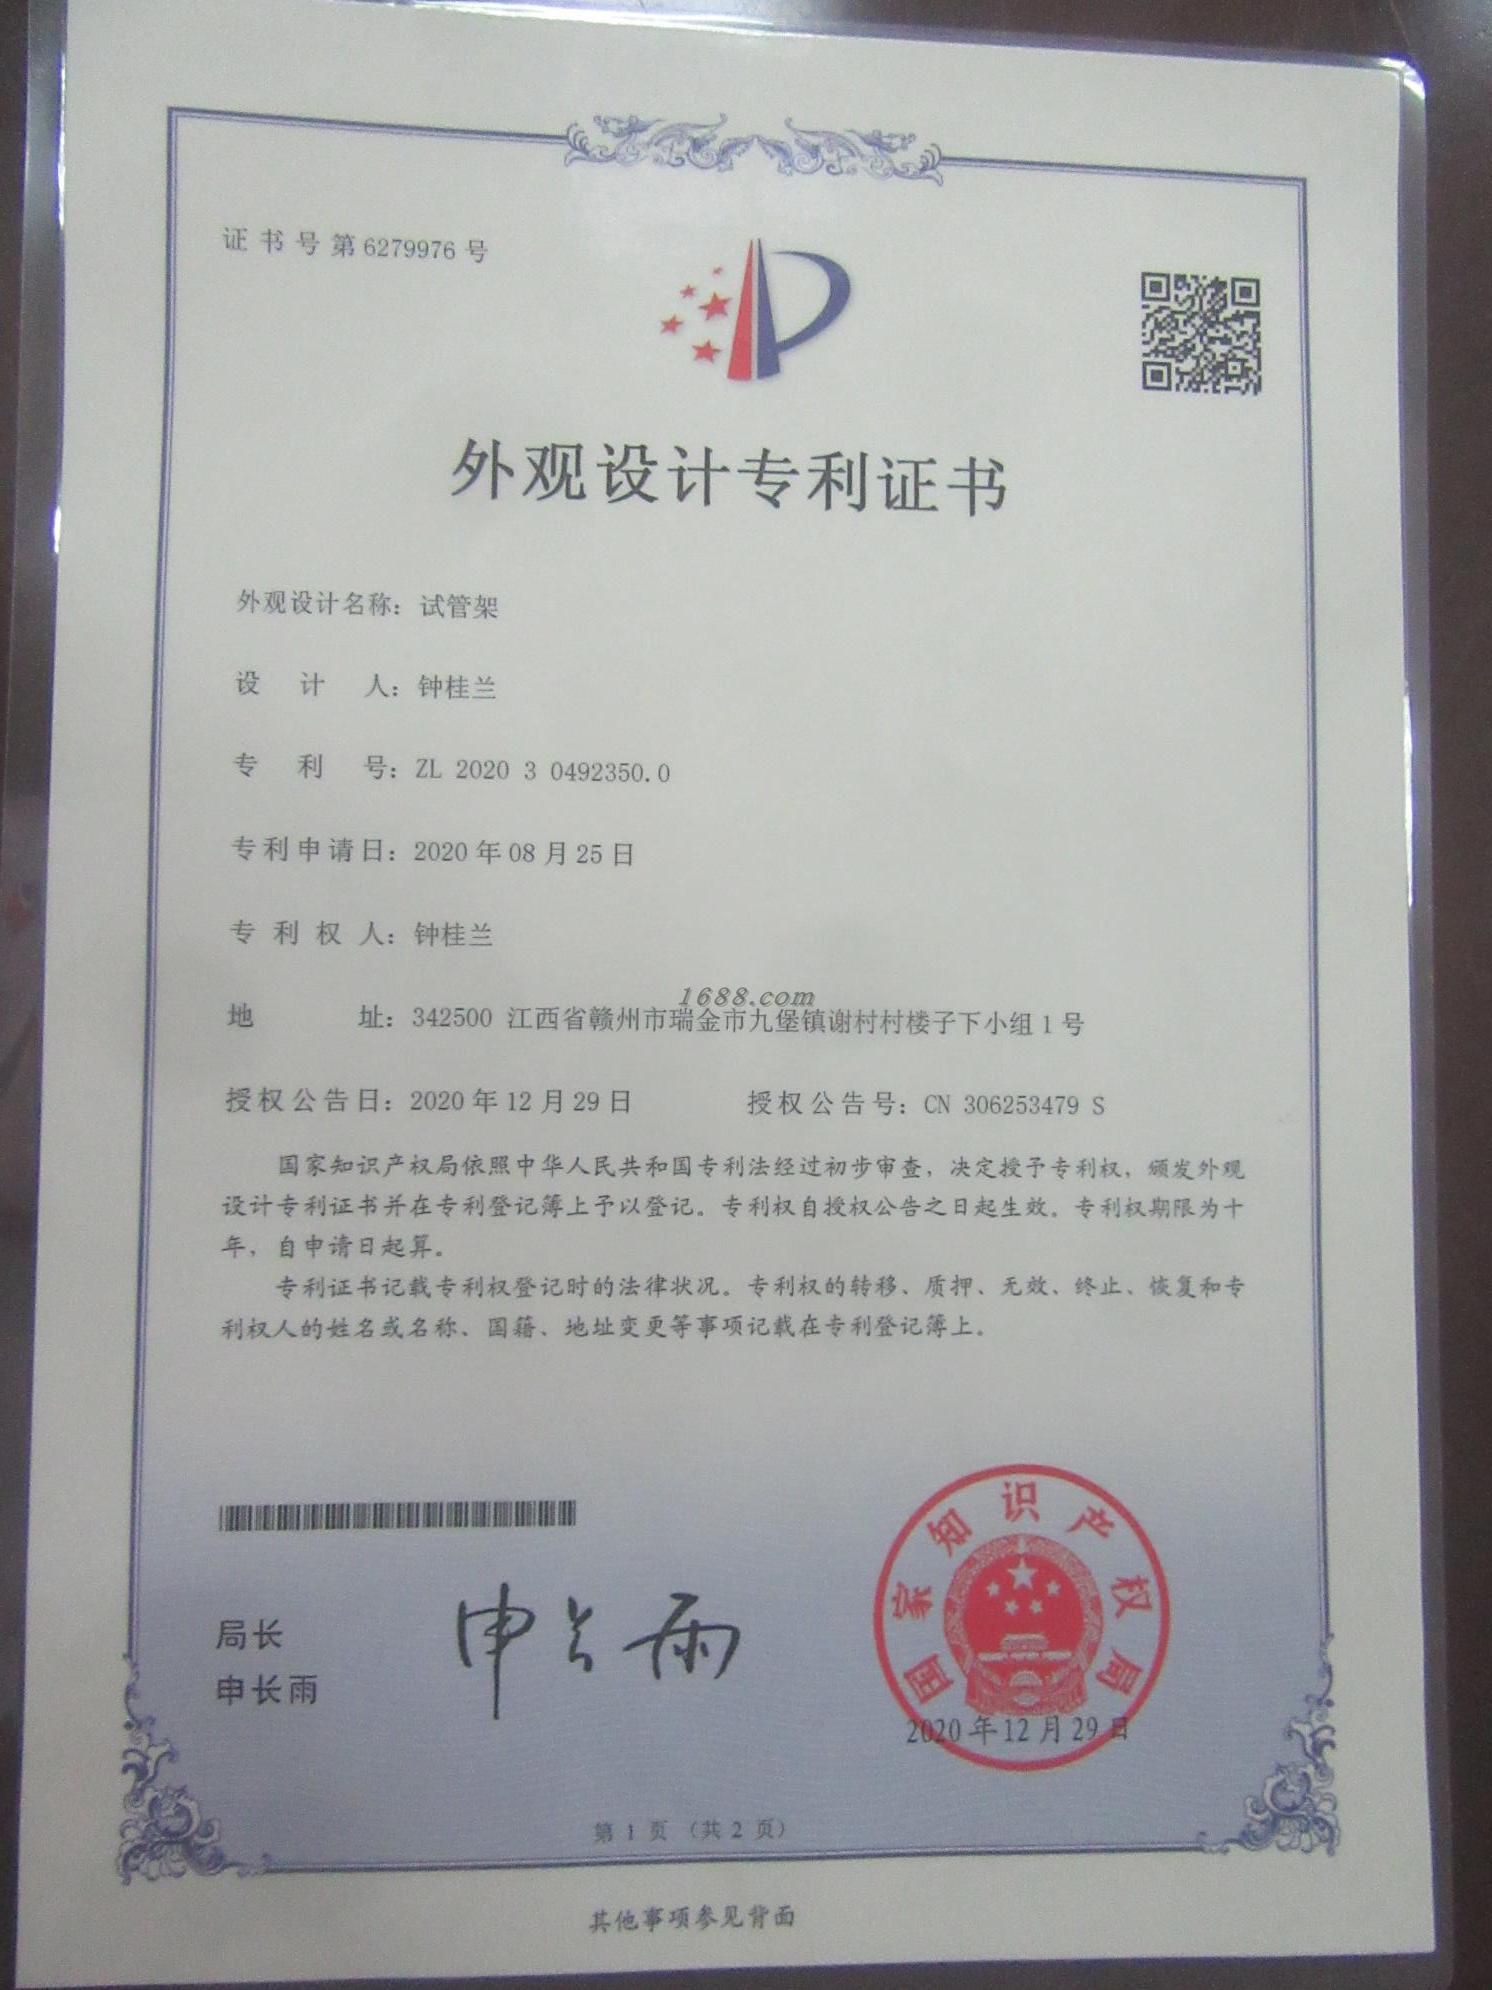 证书号第6279976号
外观设计专利证书
外观设计名称：试管架
设计人：钟桂兰
专利号：ZL 2020 3 0492350.0
专利申请日：2020年08月25日
专利权人：钟桂兰
1688.com
地址：342500 江西省赣州市瑞金市九堡镇谢村村楼子下小组1号
授权公告日：2020年12月29日 授权公告号：CN 306253479 S
国家知识产权局依照中华人民共和国专利法经过初步审查，决定授予专利权，颁发外观
设计专利证书并在专利登记簿上予以登记。专利权自授权公告之日起生效。专利权期限为十
年，自申请日起算。
专利证书记载专利权登记时的法律状况。专利权的转移、质押、无效、终止、恢复和专
利权人的姓名或名称、国籍、地址变更等事项记载在专利登记簿上。
局长
申长雨
申长雨
国家知识产权局
2020年12月29日
第 1 页 （共 2 页）
其他事项参见背面